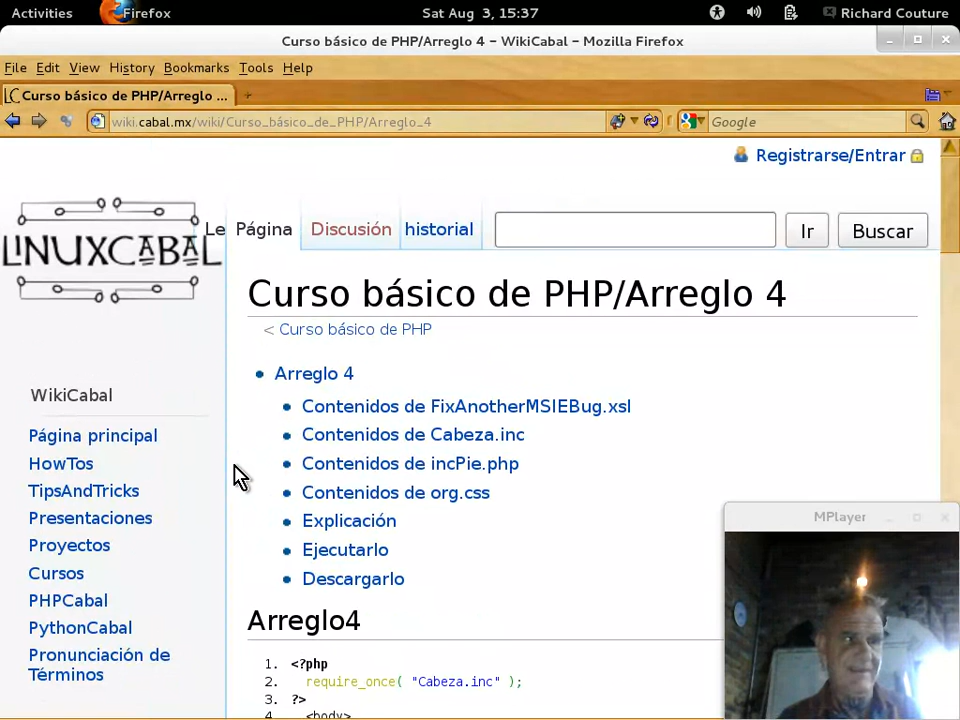 Activities Firefox Sat Aug 3, 15:37 Richard Couture
Curso básico de PHP/Arreglo 4 – WikiCabal – Mozilla Firefox
File Edit View History Bookmarks Tools Help
Curso básico de PHP/Arreglo ...
wiki.cabal.mx/wiki/Curso_básico_de_PHP/Arreglo_4 Google
Registrarse/Entrar
LINUXCABAL
Le Página Discusión historial Ir Buscar
Curso básico de PHP/Arreglo 4
< Curso básico de PHP
Arreglo 4
Contenidos de FixAnotherMSIEBug.xsl
Contenidos de Cabeza.inc
Contenidos de incPie.php
Contenidos de org.css
Explicación
Ejecutarlo
Descargarlo
Arreglo4
1. <?php
2. require_once( "Cabeza.inc" );
3. ?>
4. <body>
WikiCabal
Página principal
HowTos
TipsAndTricks
Presentaciones
Proyectos
Cursos
PHPCabal
PythonCabal
Pronunciación de
Términos
MPlayer